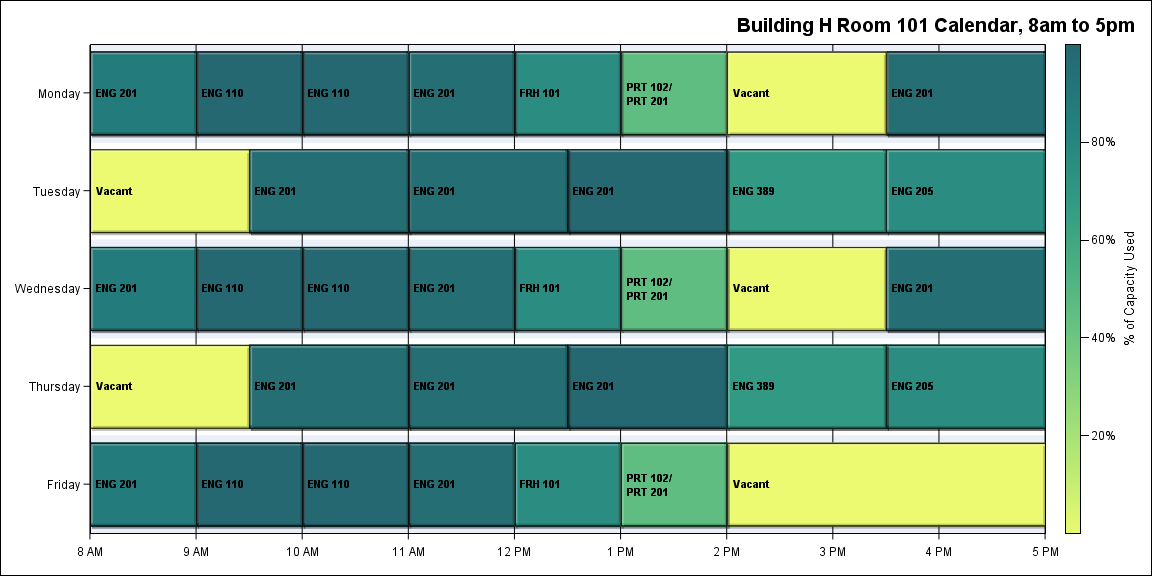 Building H Room 101 Calendar, 8am to 5pm
Monday
ENG 201
ENG 110
ENG 110
ENG 201
FRH 101
PRT 102/
PRT 201
Vacant
ENG 201
Tuesday
Vacant
ENG 201
ENG 201
ENG 201
ENG 389
ENG 205
Wednesday
ENG 201
ENG 110
ENG 110
ENG 201
FRH 101
PRT 102/
PRT 201
Vacant
ENG 201
Thursday
Vacant
ENG 201
ENG 201
ENG 201
ENG 389
ENG 205
Friday
ENG 201
ENG 110
ENG 110
ENG 201
FRH 101
PRT 102/
PRT 201
Vacant
8 AM
9 AM
10 AM
11 AM
12 PM
1 PM
2 PM
3 PM
4 PM
5 PM
80%
60%
40%
20%
% of Capacity Used